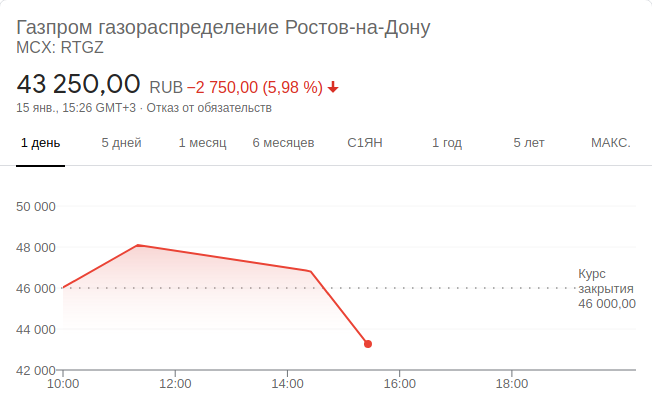 Газпром газораспределение Ростов-на-Дону
MCX: RTGZ
43 250,00 RUB −2 750,00 (5,98 %)
15 янв., 15:26 GMT+3 · Отказ от обязательств
1 день 5 дней 1 месяц 6 месяцев С1ЯН 1 год 5 лет МАКС.
50 000
48 000
46 000
44 000
42 000
Курс
закрытия
46 000,00
10:00 12:00 14:00 16:00 18:00